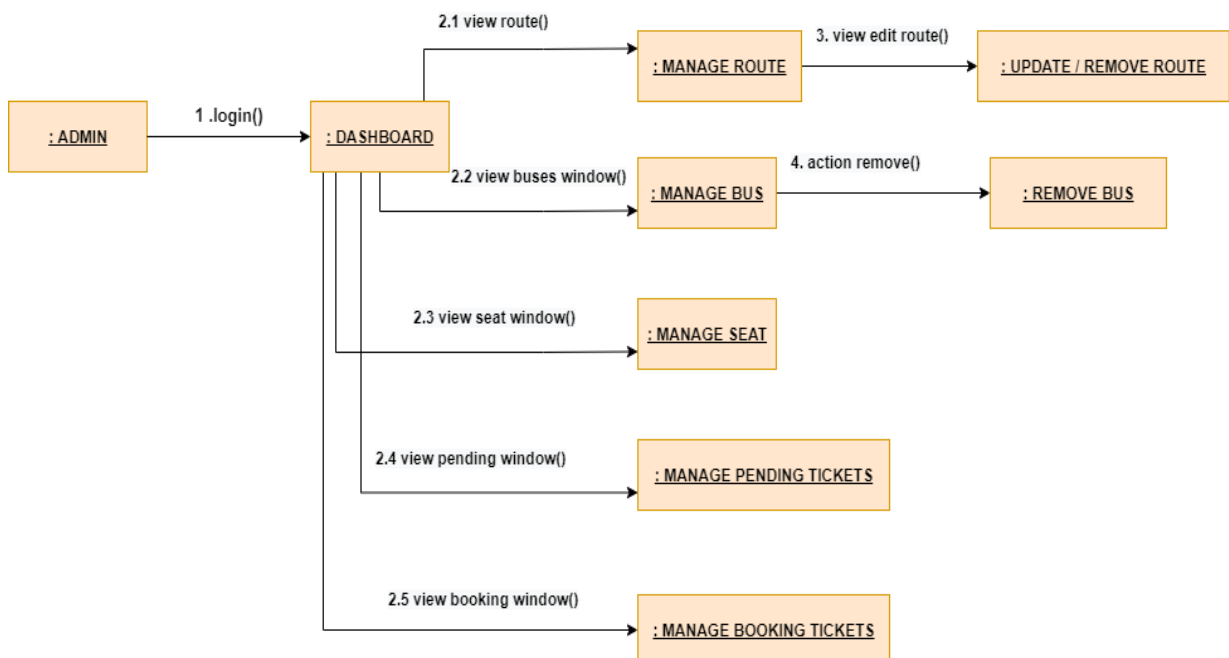 2.1 view route()
3. view edit route()
: MANAGE ROUTE
: UPDATE / REMOVE ROUTE
1 .login()
: ADMIN
: DASHBOARD
2.2 view buses window()
4. action remove()
: MANAGE BUS
: REMOVE BUS
2.3 view seat window()
: MANAGE SEAT
2.4 view pending window()
: MANAGE PENDING TICKETS
2.5 view booking window()
: MANAGE BOOKING TICKETS